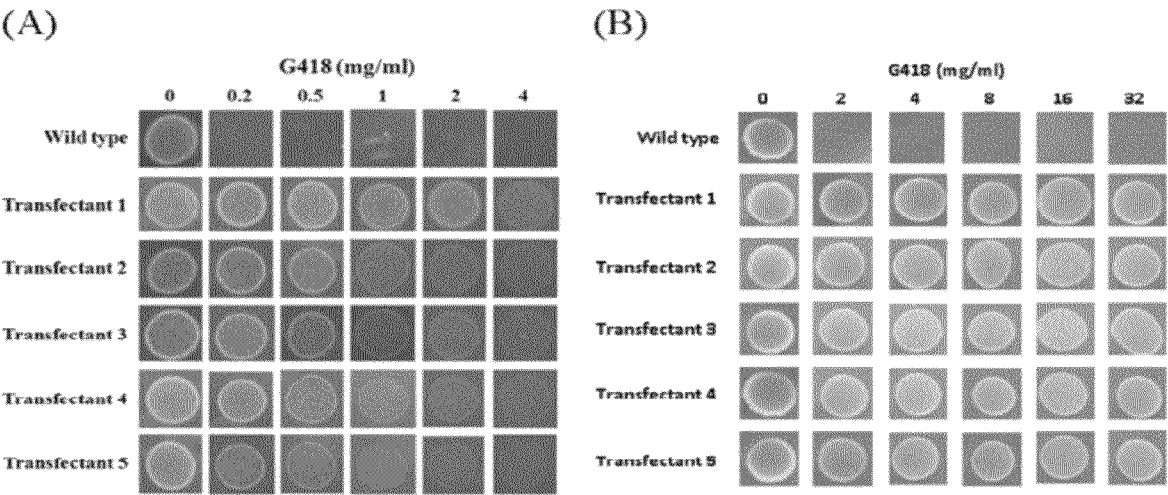 (A)
G418 (mg/ml)
0 0.2 0.5 1 2 4
Wild type
Transfectant 1
Transfectant 2
Transfectant 3
Transfectant 4
Transfectant 5
(B)
G418 (mg/ml)
0 2 4 8 16 32
Wild type
Transfectant 1
Transfectant 2
Transfectant 3
Transfectant 4
Transfectant 5